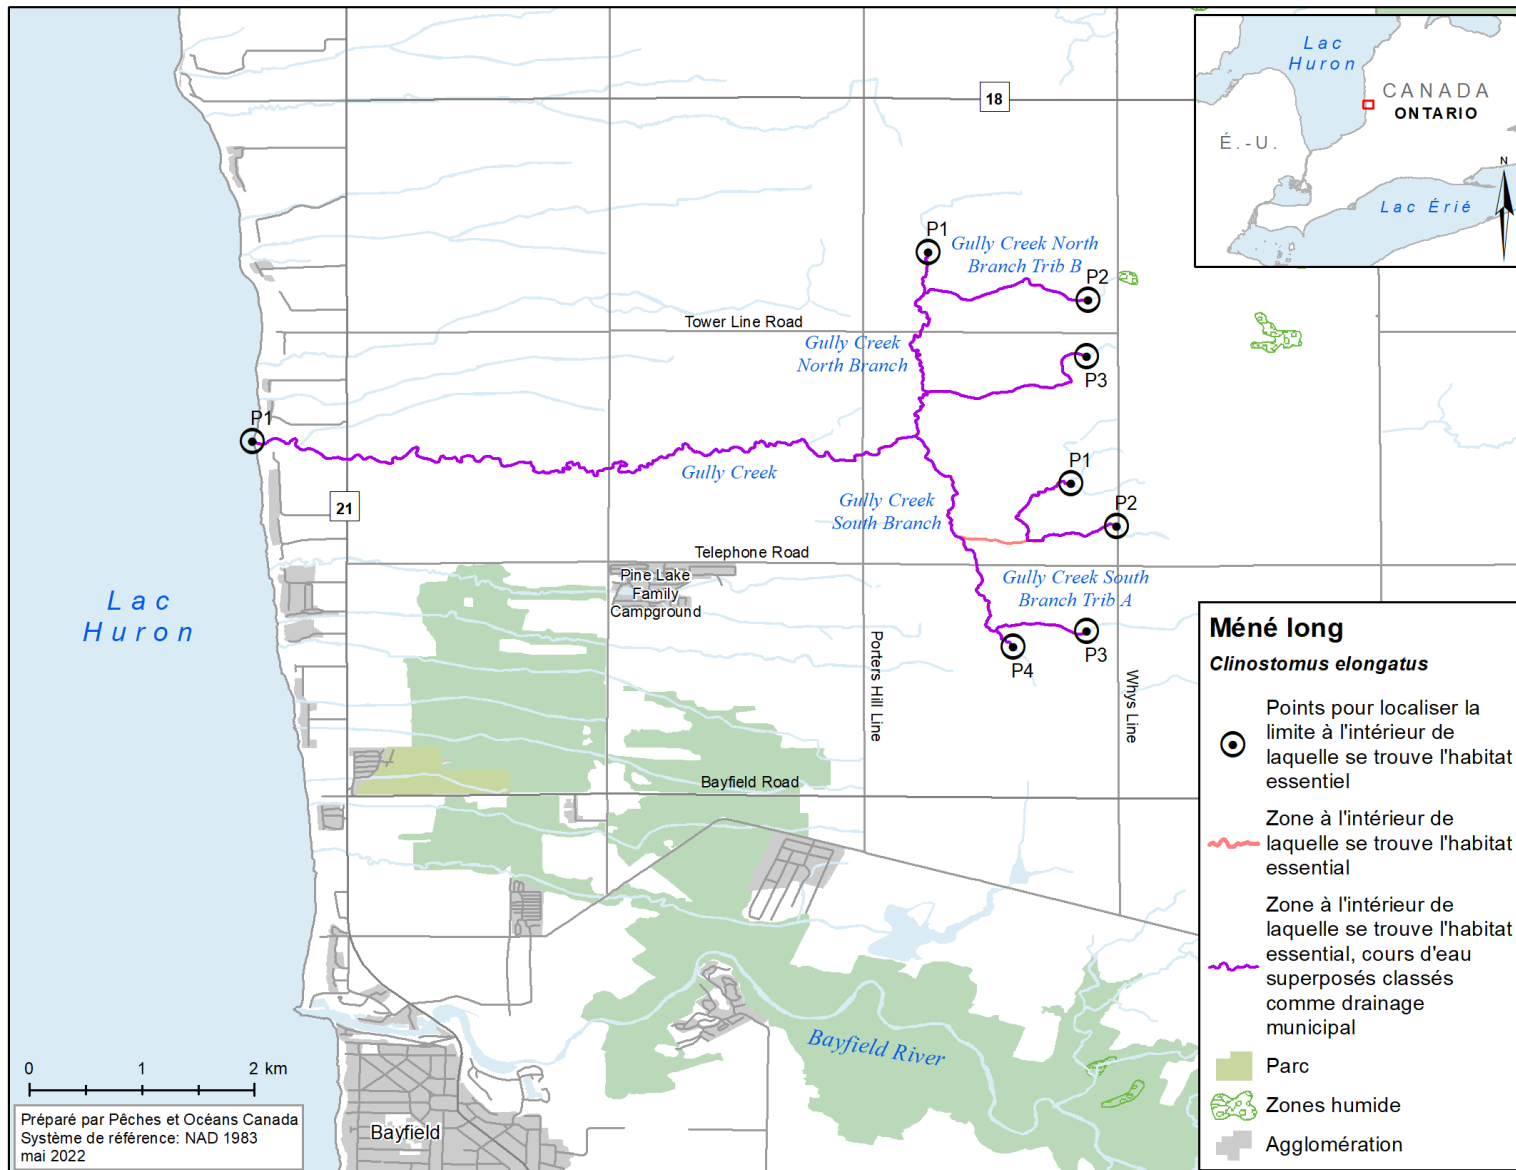 18
Lac
Huron
CANADA
ONTARIO
É.-U.
N
Lac Érié
P1
Gully Creek North
Branch Trib B
P2
Tower Line Road
Gully Creek
North Branch
P3
P1
Gully Creek
P1
Gully Creek
South Branch
P2
21
Telephone Road
Pine Lake
Family
Campground
Gully Creek South
Branch Trib A
Lac
Huron
P3
P4
Porters Hill Line
Whys Line
Bayfield Road
Bayfield River
Bayfield
Méné long
Clinostomus elongatus
Points pour localiser la
limite à l'intérieur de
laquelle se trouve l'habitat
essentiel
Zone à l'intérieur de
laquelle se trouve l'habitat
essential
Zone à l'intérieur de
laquelle se trouve l'habitat
essential, cours d'eau
superposés classés
comme drainage
municipal
Parc
Zones humide
Agglomération
0 1 2 km
Préparé par Pêches et Océans Canada
Système de référence: NAD 1983
mai 2022